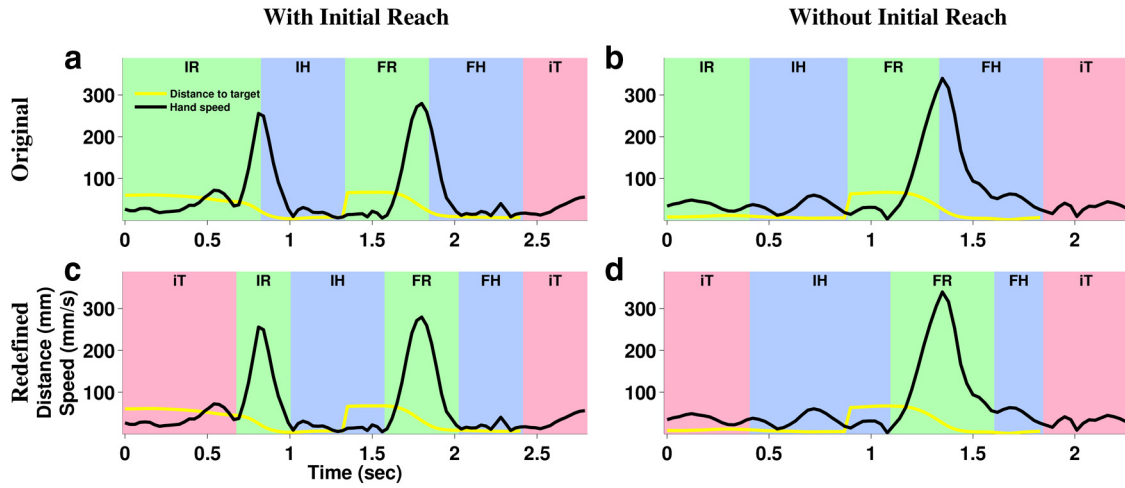 With Initial Reach
Without Initial Reach
Original
a
IR IH FR FH iT
Distance to target
Hand speed
300
200
100
0 0.5 1 1.5 2 2.5
b
IR IH FR FH iT
300
200
100
0 0.5 1 1.5 2
Redefined
c
iT IR IH FR FH iT
Distance (mm)
Speed (mm/s)
300
200
100
0 0.5 1 1.5 2 2.5
Time (sec)
d
iT IH FR FH iT
300
200
100
0 0.5 1 1.5 2